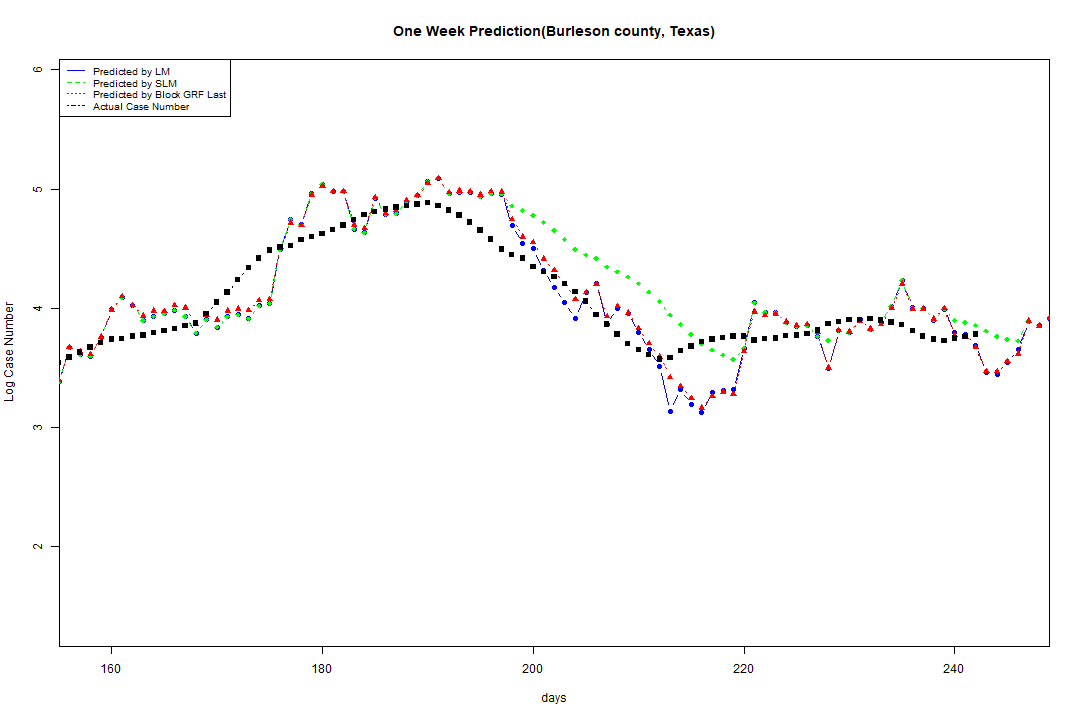 One Week Prediction(Burleson county, Texas)
Predicted by LM
Predicted by SLM
Predicted by Block GRF Last
Actual Case Number
6
5
4
3
2
Log Case Number
160 180 200 220 240
days